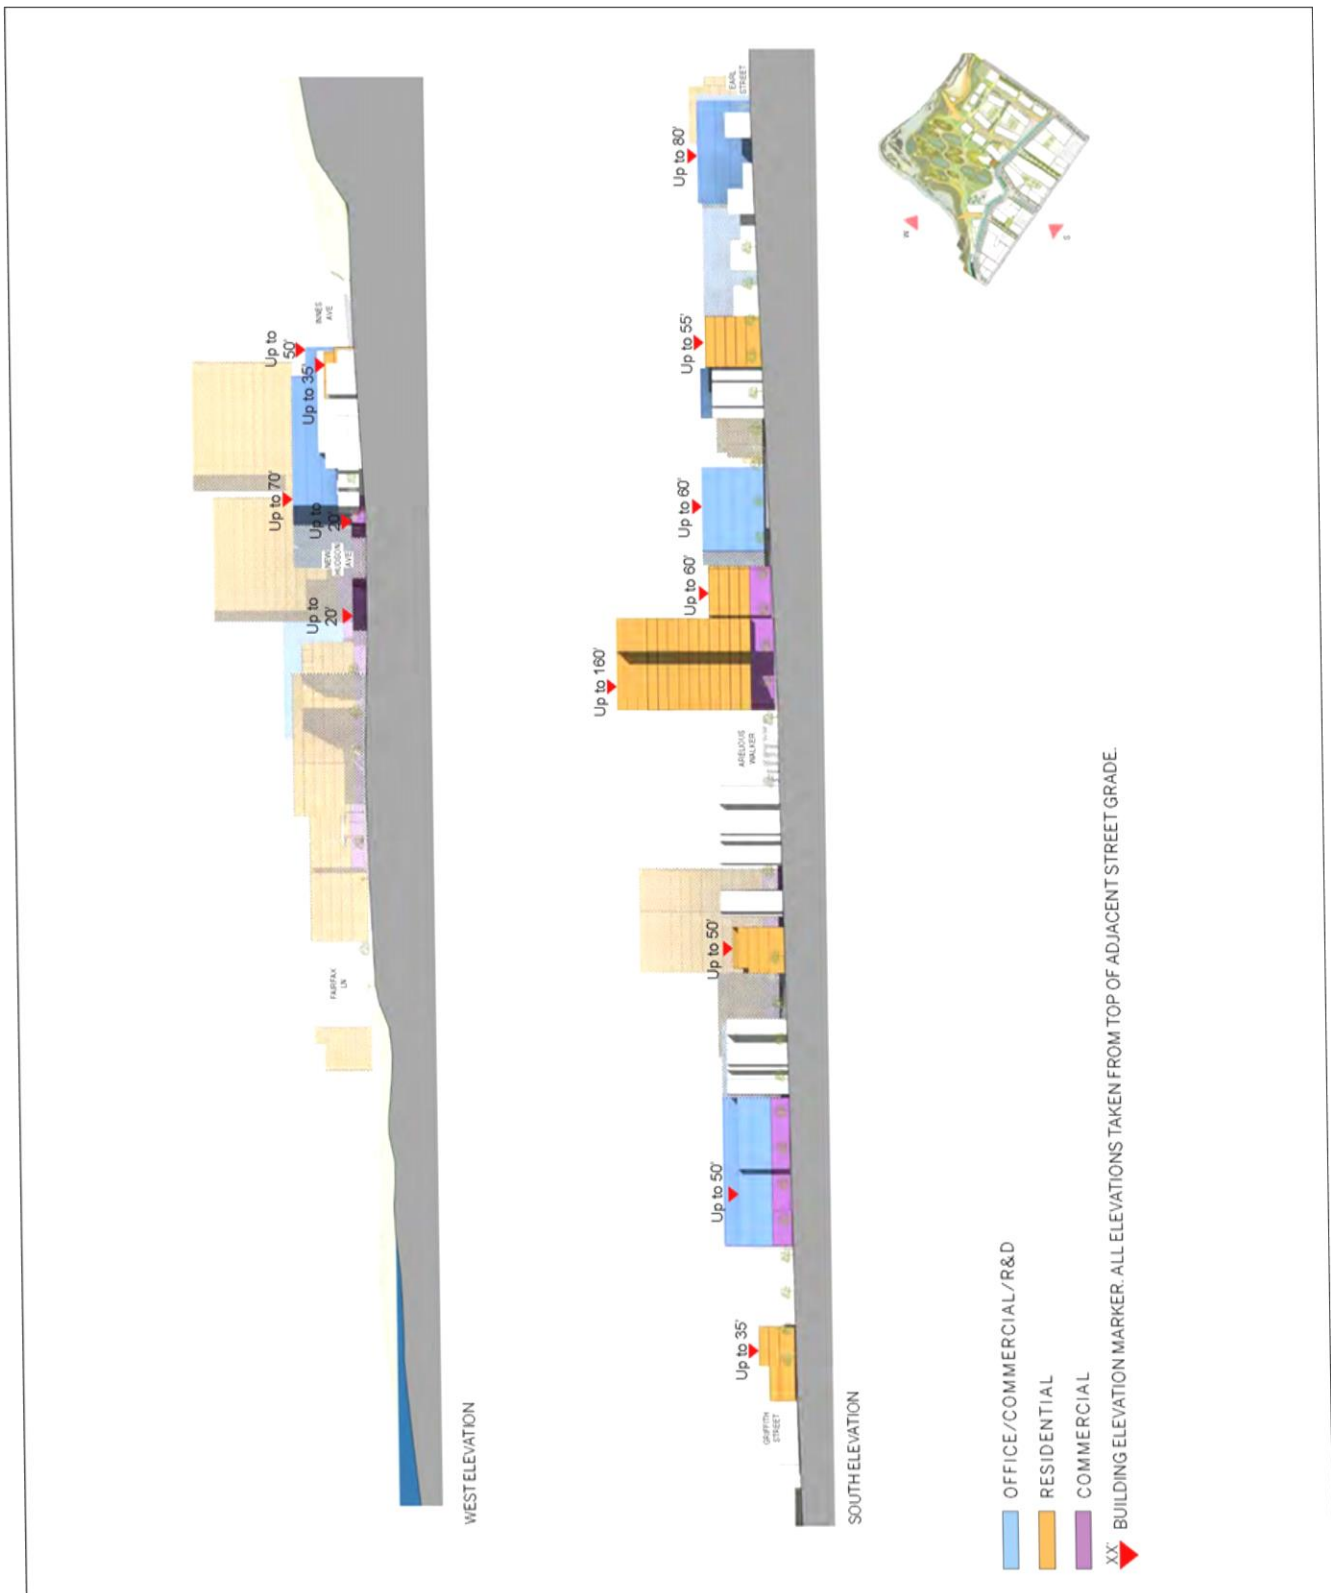 Up to
50'
Up to 35'
Up to 70'
Up to
20'
Up to
20'
INNES
AVE
FAIRFAX
LN
WEST ELEVATION
Up to 80'
EARL
STREET
Up to 55'
Up to 60'
Up to 60'
Up to 160'
ARELIOUS
WALKER
Up to 50'
Up to 50'
Up to 35'
GRIFFITH
STREET
SOUTH ELEVATION
W
S
OFFICE/COMMERCIAL/R&D
RESIDENTIAL
COMMERCIAL
XX' BUILDING ELEVATION MARKER. ALL ELEVATIONS TAKEN FROM TOP OF ADJACENT STREET GRADE.